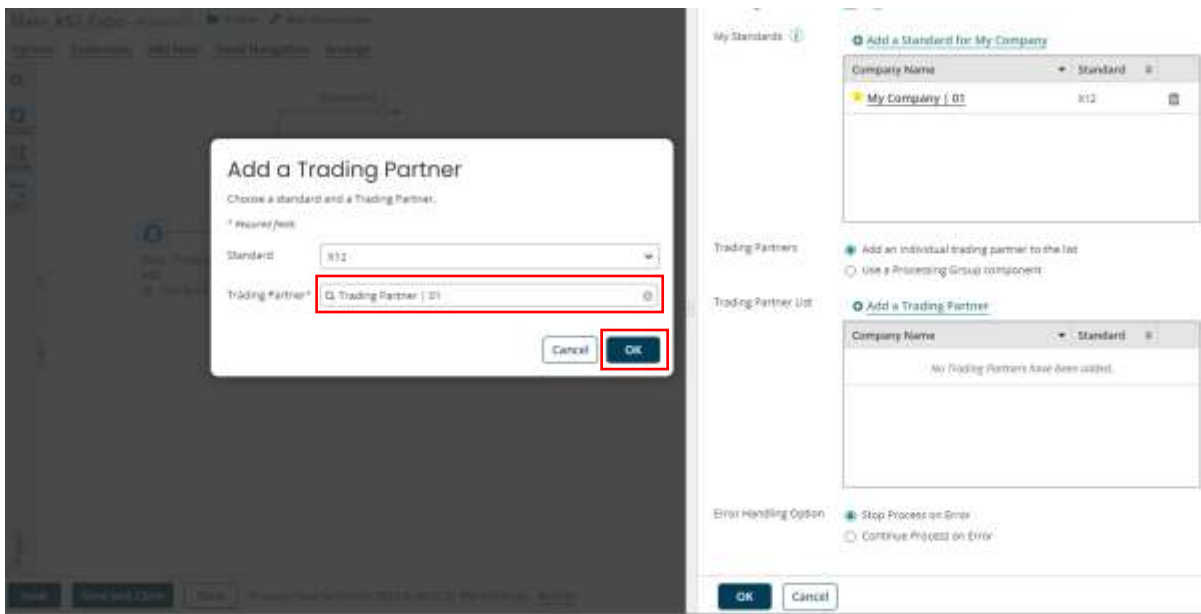 Add a Trading Partner
Choose a standard and a Trading Partner.
* Required fields
Standard
X12
Trading Partner*
Trading Partner | 01
Cancel
OK
My Standards
Add a Standard for My Company
Company Name Standard
My Company | 01 X12
Trading Partners
Add an individual trading partner to the list
Use a Processing Group component
Trading Partner List
Add a Trading Partner
Company Name Standard
No Trading Partners have been added.
Error Handling Option
Stop Process on Error
Continue Process on Error
OK
Cancel